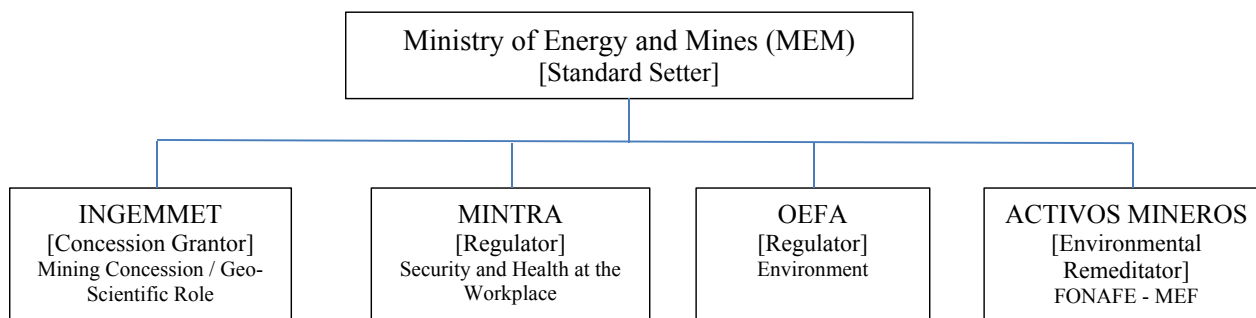 Ministry of Energy and Mines (MEM)
[Standard Setter]
INGEMMET
[Concession Grantor]
Mining Concession / Geo-
Scientific Role
MINTRA
[Regulator]
Security and Health at the
Workplace
OEFA
[Regulator]
Environment
ACTIVOS MINEROS
[Environmental
Remeditator]
FONAFE - MEF